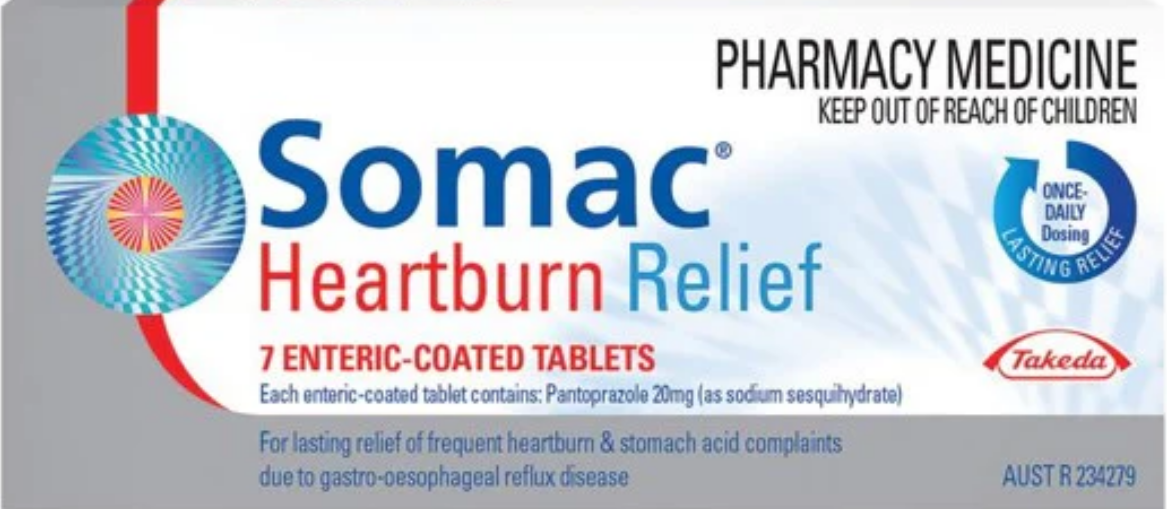 PHARMACY MEDICINE
KEEP OUT OF REACH OF CHILDREN
Somac®
Heartburn Relief
ONCE-
DAILY
Dosing
LASTING RELIEF
7 ENTERIC-COATED TABLETS
Each enteric-coated tablet contains: Pantoprazole 20mg (as sodium sesquihydrate)
Takeda
For lasting relief of frequent heartburn & stomach acid complaints
due to gastro-oesophageal reflux disease
AUST R 234279